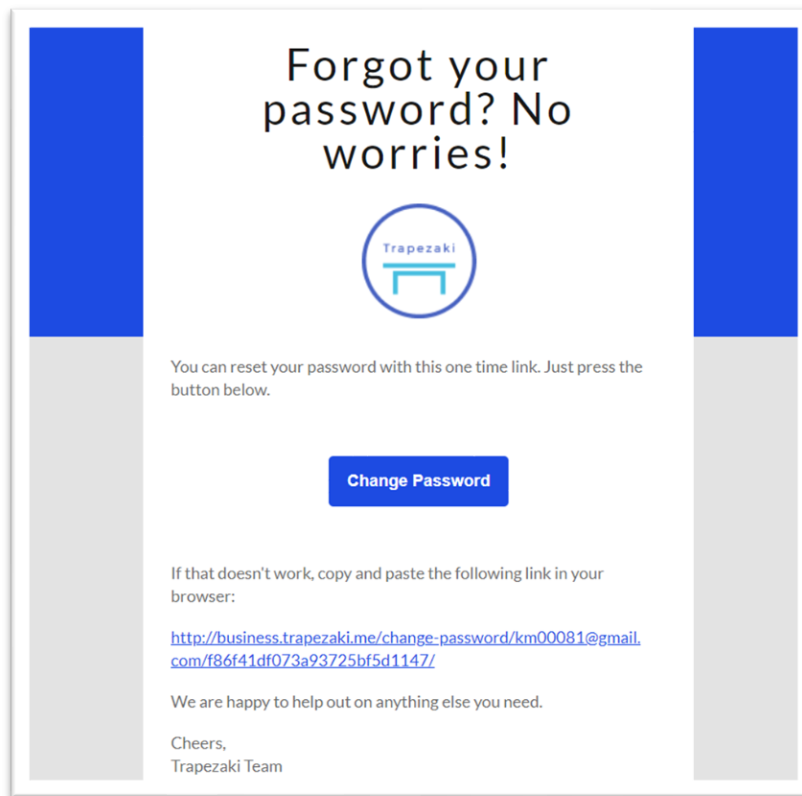 Forgot your
password? No
worries!
Trapezaki
You can reset your password with this one time link. Just press the
button below.
Change Password
If that doesn't work, copy and paste the following link in your
browser:
http://business.trapezaki.me/change-password/km00081@gmail.
com/f86f41df073a93725bf5d1147/
We are happy to help out on anything else you need.
Cheers,
Trapezaki Team